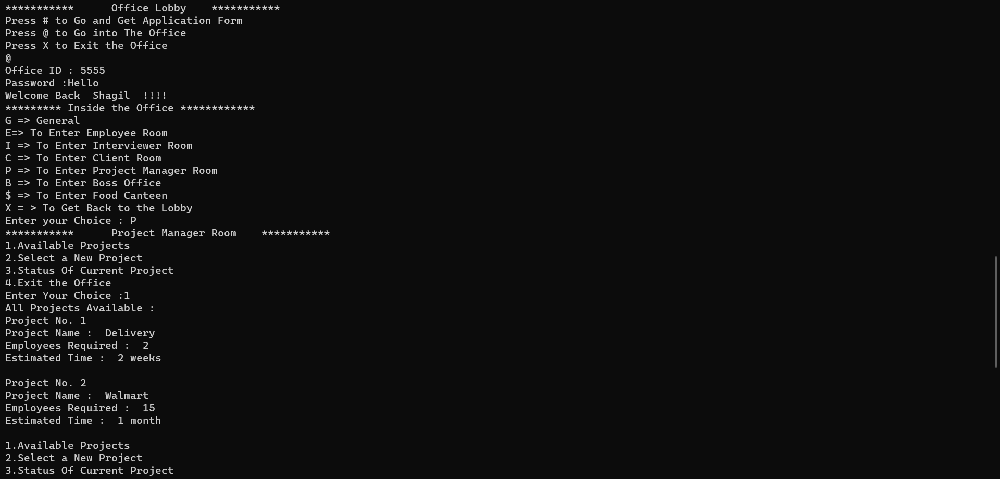 ***********      Office Lobby    ***********
Press # to Go and Get Application Form
Press @ to Go into The Office
Press X to Exit the Office
@
Office ID : 5555
Password :Hello
Welcome Back  Shagil  !!!!
********* Inside the Office ************
G => General
E=> To Enter Employee Room
I => To Enter Interviewer Room
C => To Enter Client Room
P => To Enter Project Manager Room
B => To Enter Boss Office
$ => To Enter Food Canteen
X = > To Get Back to the Lobby
Enter your Choice : P
***********      Project Manager Room    ***********
1.Available Projects
2.Select a New Project
3.Status Of Current Project
4.Exit the Office
Enter Your Choice :1
All Projects Available :
Project No. 1
Project Name :  Delivery
Employees Required :  2
Estimated Time :  2 weeks

Project No. 2
Project Name :  Walmart
Employees Required :  15
Estimated Time :  1 month

1.Available Projects
2.Select a New Project
3.Status Of Current Project